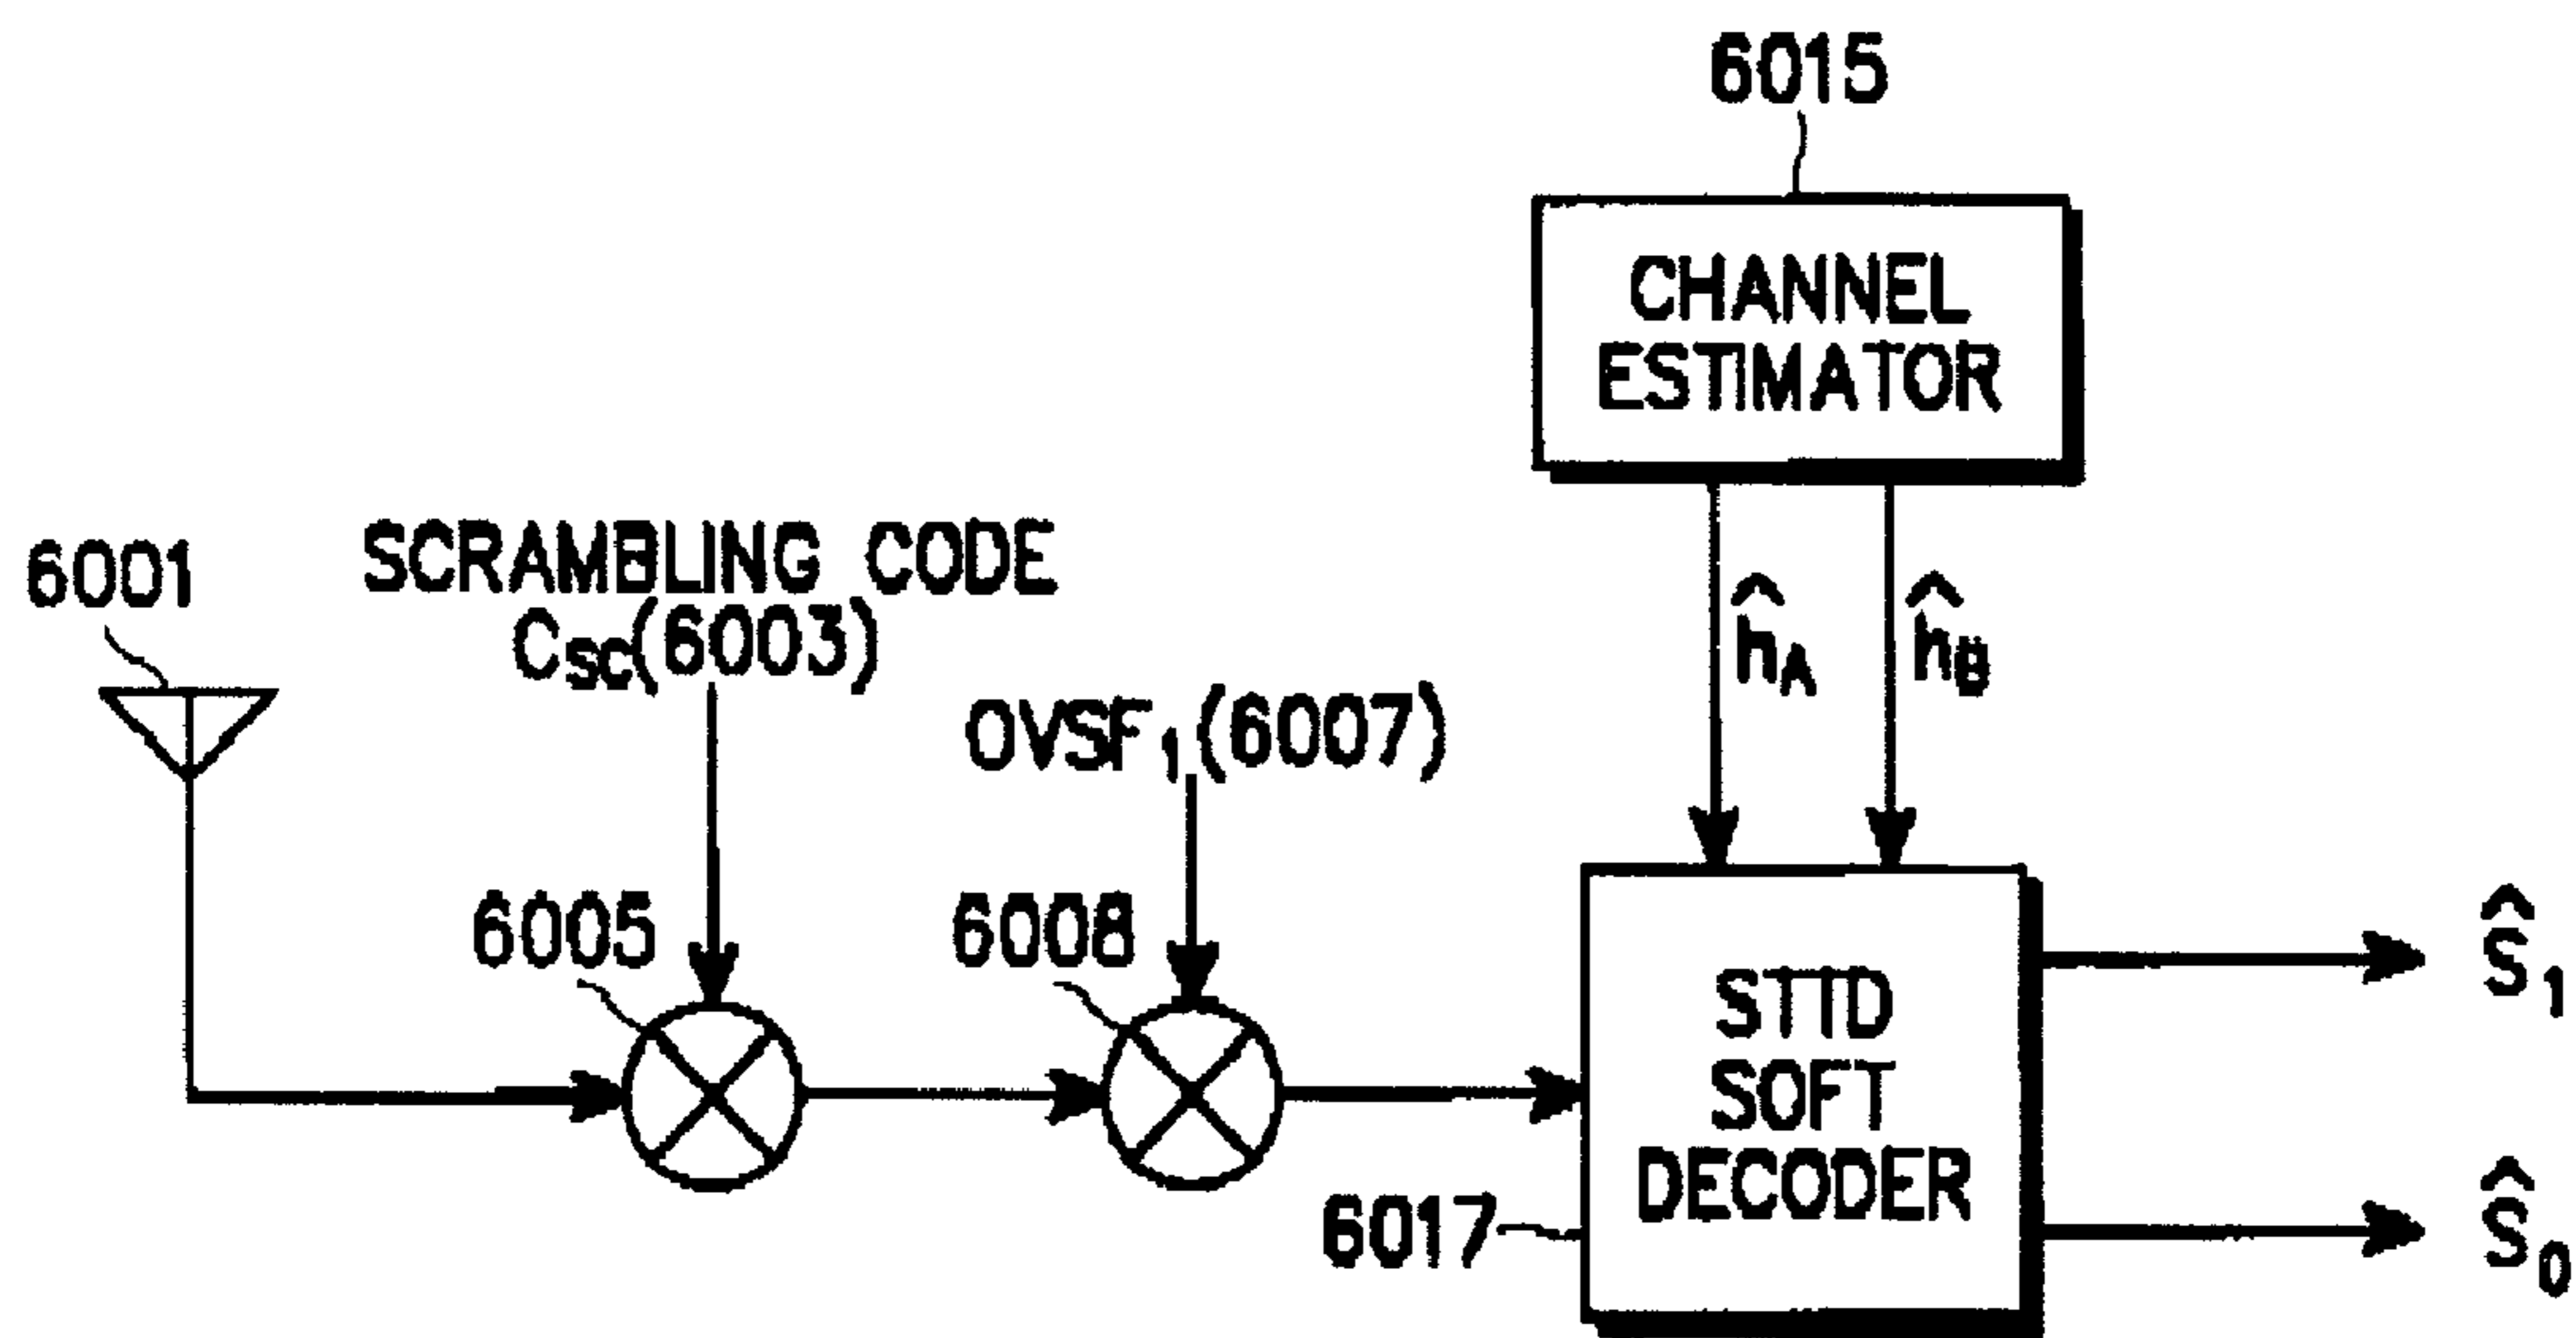 6015
CHANNEL
ESTIMATOR
6001
SCRAMBLING CODE
CSC(6003)
OVSF1(6007)
ĥA
ĥB
6005
6008
STTD
SOFT
DECODER
6017
Ŝ1
Ŝ0